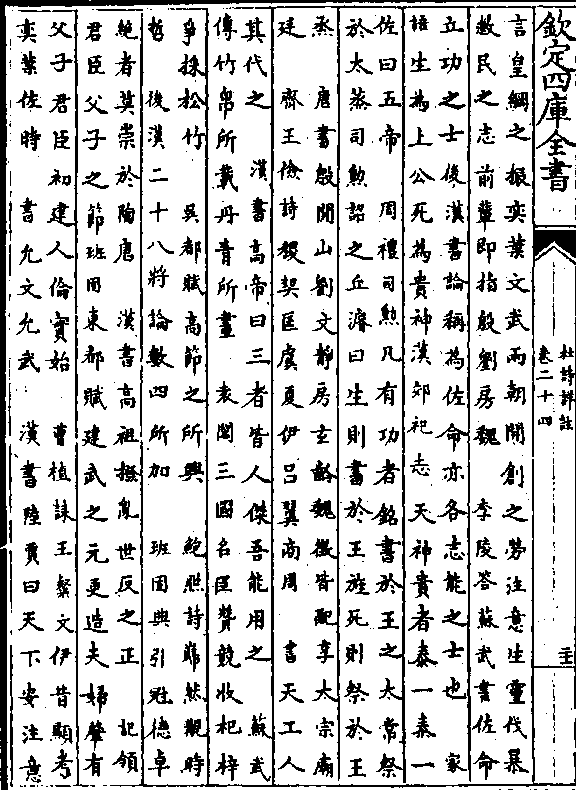 欽定四庫全書
杜詩詳註
卷二十四
言皇綱之振奕葉文武兩朝開創之勞注意生靈伐暴
救民之志前輩即指殷劉房魏　李陵答蘇武書佐命
立功之士後漢書論稱為佐命亦各志能之士也　家
語生為上公死為貴神漢郊祀志天神貴者泰一泰一
佐曰五帝　周禮司勲凡有功者銘書於王之太常祭
於太烝司勲詔之丘濬曰生則書於王旌死則祭於王
烝　唐書殷開山劉文靜房玄齡魏徵皆配享太宗廟
廷　齊王儉詩稷契匡虞夏伊吕翼商周　書天工人
其代之　漢書高帝曰三者皆人傑吾能用之　蘇武
傳竹帛所載丹青所畫　袁閎三國名臣贊競收杞梓
爭採松竹　吳都賦高節之所興　鮑照詩肅然觀時
哲　後漢二十八將論數四所加　班固典引冠德卓
絶者莫崇於陶唐　漢書高祖撥亂世反之正　記領
君臣父子之節班固東都賦建武之元更造夫婦肇有
父子君臣初建人倫實始　曹植誄王粲文伊昔顯考
奕葉佐時　書允文允武　漢書陸賈曰天下安注意